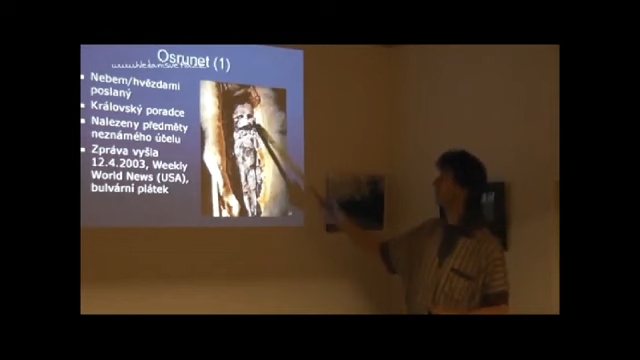 Osrunet (1)
Nebem/hvězdami
poslaný
Královský poradce
Nalezeny předměty
neznámého účelu
Zpráva vyšla
12.4.2003, Weekly
World News (USA),
bulvární plátek